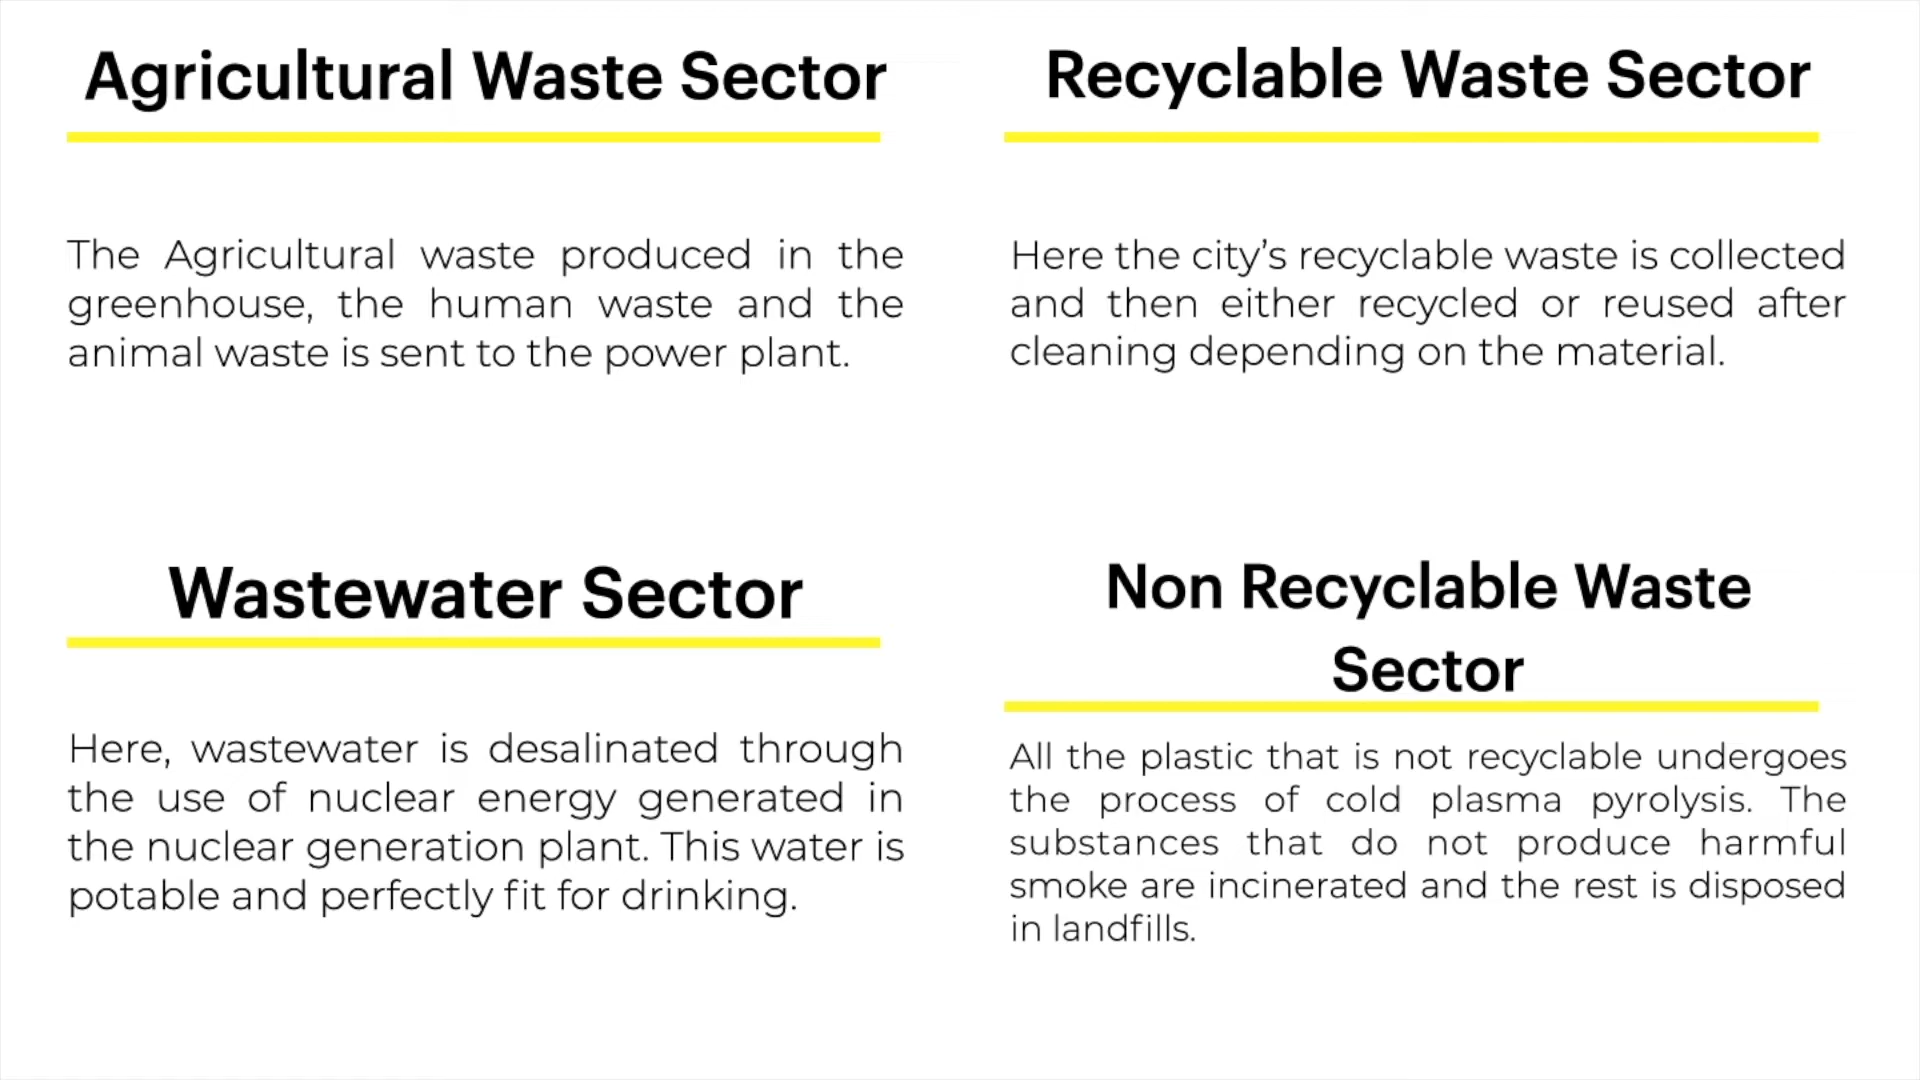 Agricultural Waste Sector
The Agricultural waste produced in the
greenhouse, the human waste and the
animal waste is sent to the power plant.
Recyclable Waste Sector
Here the city’s recyclable waste is collected
and then either recycled or reused after
cleaning depending on the material.
Wastewater Sector
Here, wastewater is desalinated through
the use of nuclear energy generated in
the nuclear generation plant. This water is
potable and perfectly fit for drinking.
Non Recyclable Waste
Sector
All the plastic that is not recyclable undergoes
the process of cold plasma pyrolysis. The
substances that do not produce harmful
smoke are incinerated and the rest is disposed
in landfills.